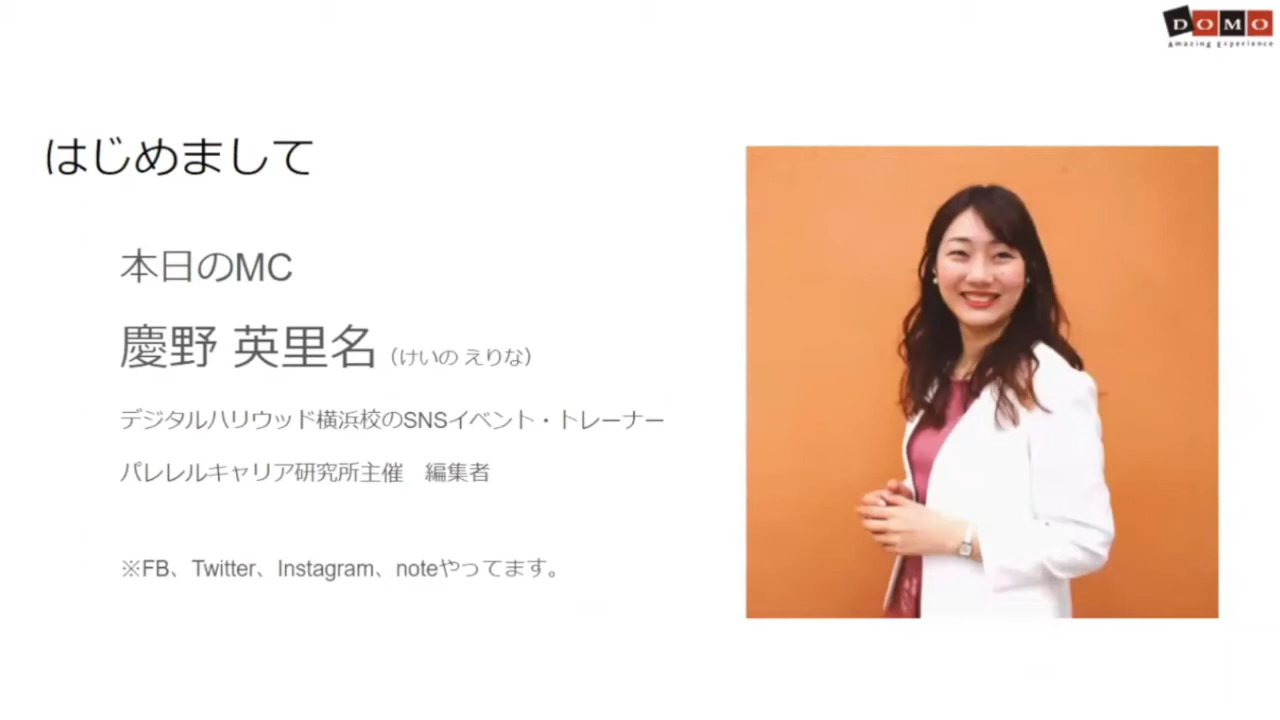 DOMO
Amazing Experience
はじめまして
本日のMC
慶野 英里名（けいの えりな）
デジタルハリウッド横浜校のSNSイベント・トレーナー
パレレルキャリア研究所主催　編集者
※FB、Twitter、Instagram、noteやってます。